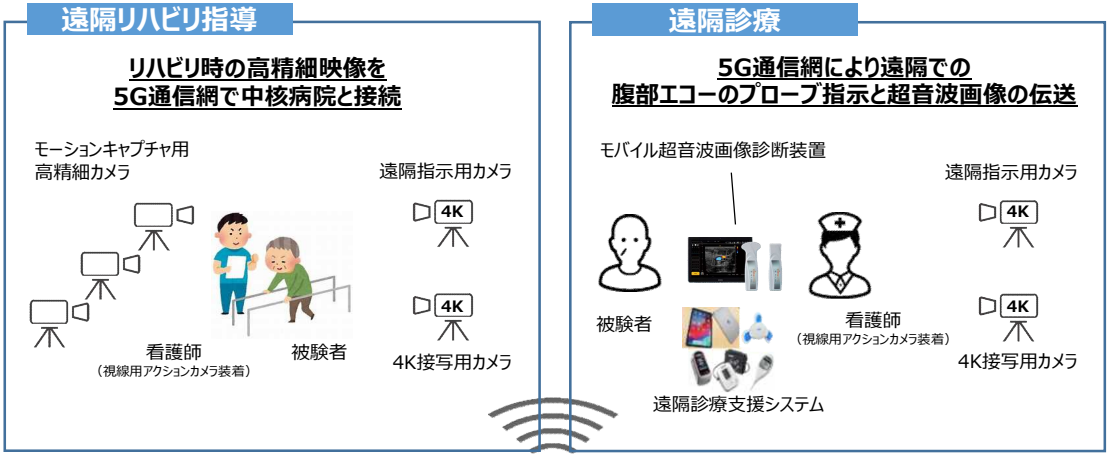 遠隔リハビリ指導
リハビリ時の高精細映像を
5G通信網で中核病院と接続
モーションキャプチャ用
高精細カメラ
遠隔指示用カメラ
4K
4K
看護師
(視線用アクションカメラ装着)
被験者
4K接写用カメラ
遠隔診療
5G通信網により遠隔での
腹部エコーのプローブ指示と超音波画像の伝送
モバイル超音波画像診断装置
遠隔指示用カメラ
4K
4K
被験者
看護師
(視線用アクションカメラ装着)
4K接写用カメラ
遠隔診療支援システム